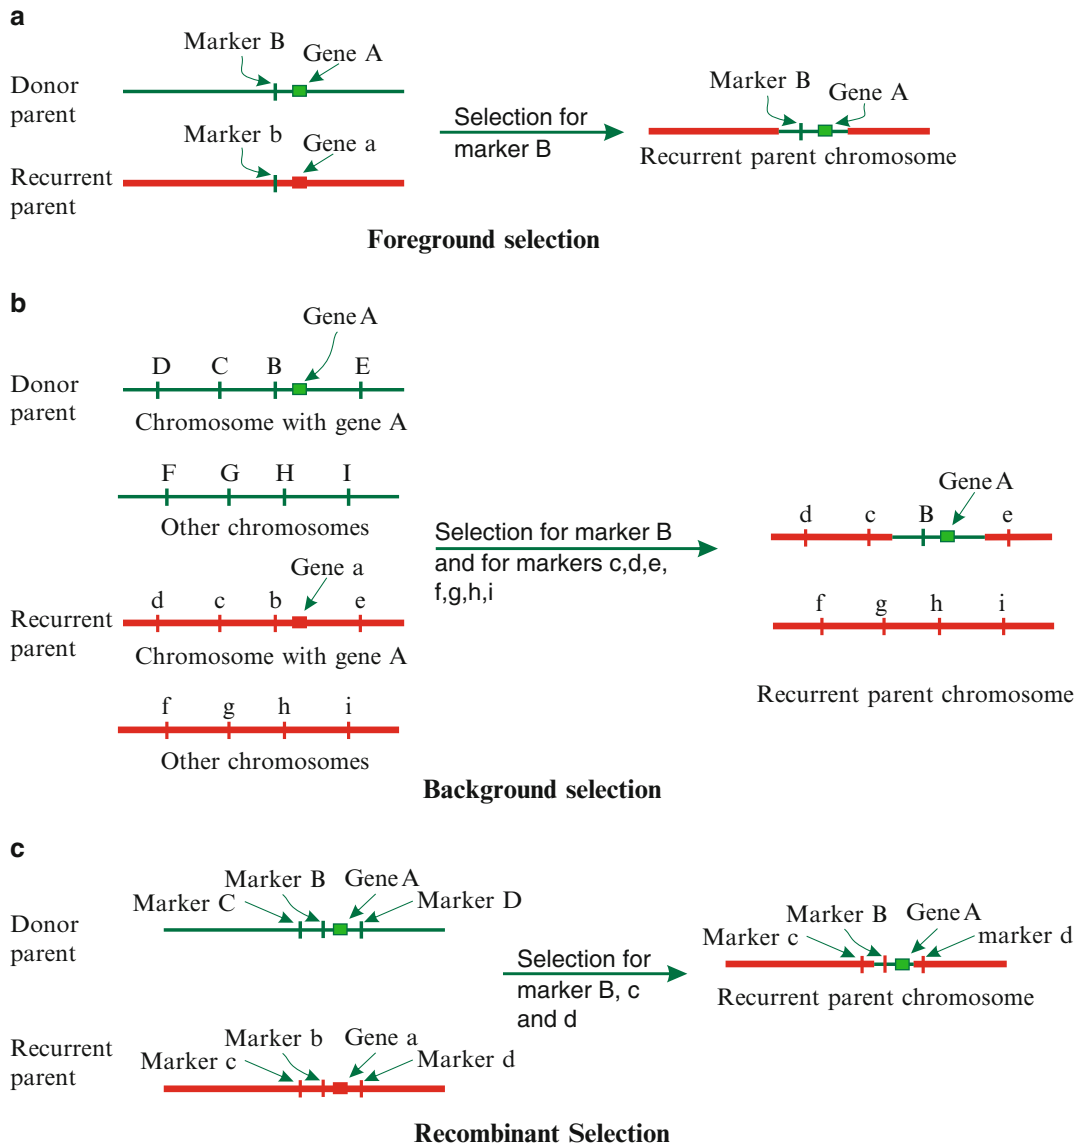 a
Marker B
Gene A
Donor
parent
Marker b
Gene a
Recurrent
parent
Selection for
marker B
Marker B
Gene A
Recurrent parent chromosome
Foreground selection
b
Gene A
D C B E
Donor
parent
Chromosome with gene A
F G H I
Other chromosomes
Gene a
d c b e
Recurrent
parent
Chromosome with gene A
f g h i
Other chromosomes
Selection for marker B
and for markers c,d,e,
f,g,h,i
Gene A
d c B e
f g h i
Recurrent parent chromosome
Background selection
c
Marker B
Gene A
Marker C
Marker D
Donor
parent
Marker b
Gene a
Marker c
Marker d
Recurrent
parent
Selection for
marker B, c
and d
Marker B
Gene A
Marker c
marker d
Recurrent parent chromosome
Recombinant Selection